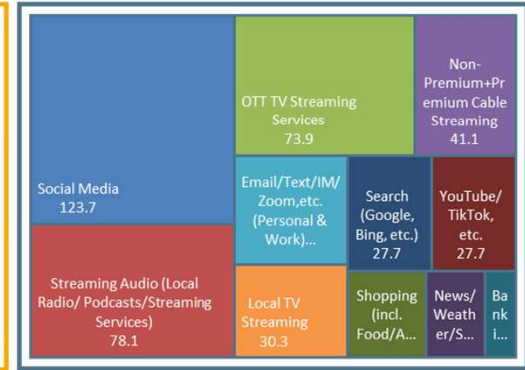 Social Media
123.7
Streaming Audio (Local
Radio/ Podcasts/Streaming
Services)
78.1
OTT TV Streaming
Services
73.9
Non-
Premium+Pr
emium Cable
Streaming
41.1
Email/Text/IM/
Zoom,etc.
(Personal &
Work)...
Local TV
Streaming
30.3
Search
(Google,
Bing, etc.)
27.7
YouTube/
TikTok,
etc.
27.7
Shopping
(incl.
Food/A...
News/
Weath
er/S...
Ba
nk
i...